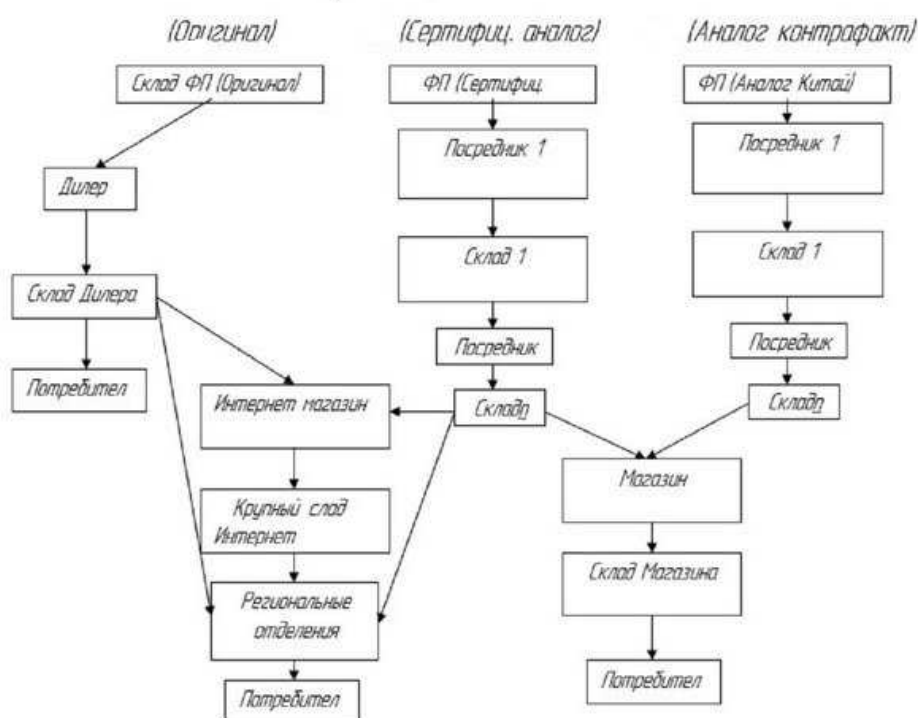 (Оригинал)
(Сертифиц. аналог)
(Аналог контрафакт)
Склад ФП (Оригинал)
ФП (Сертифиц.
ФП (Аналог Китай)
Посредник 1
Посредник 1
Дилер
Склад 1
Склад 1
Склад Дилера
Посредник
Посредник
Потребител
Интернет магазин
Складn
Складn
Магазин
Крупный слад
Интернет
Склад Магазина
Региональные
отделения
Потребител
Потребител